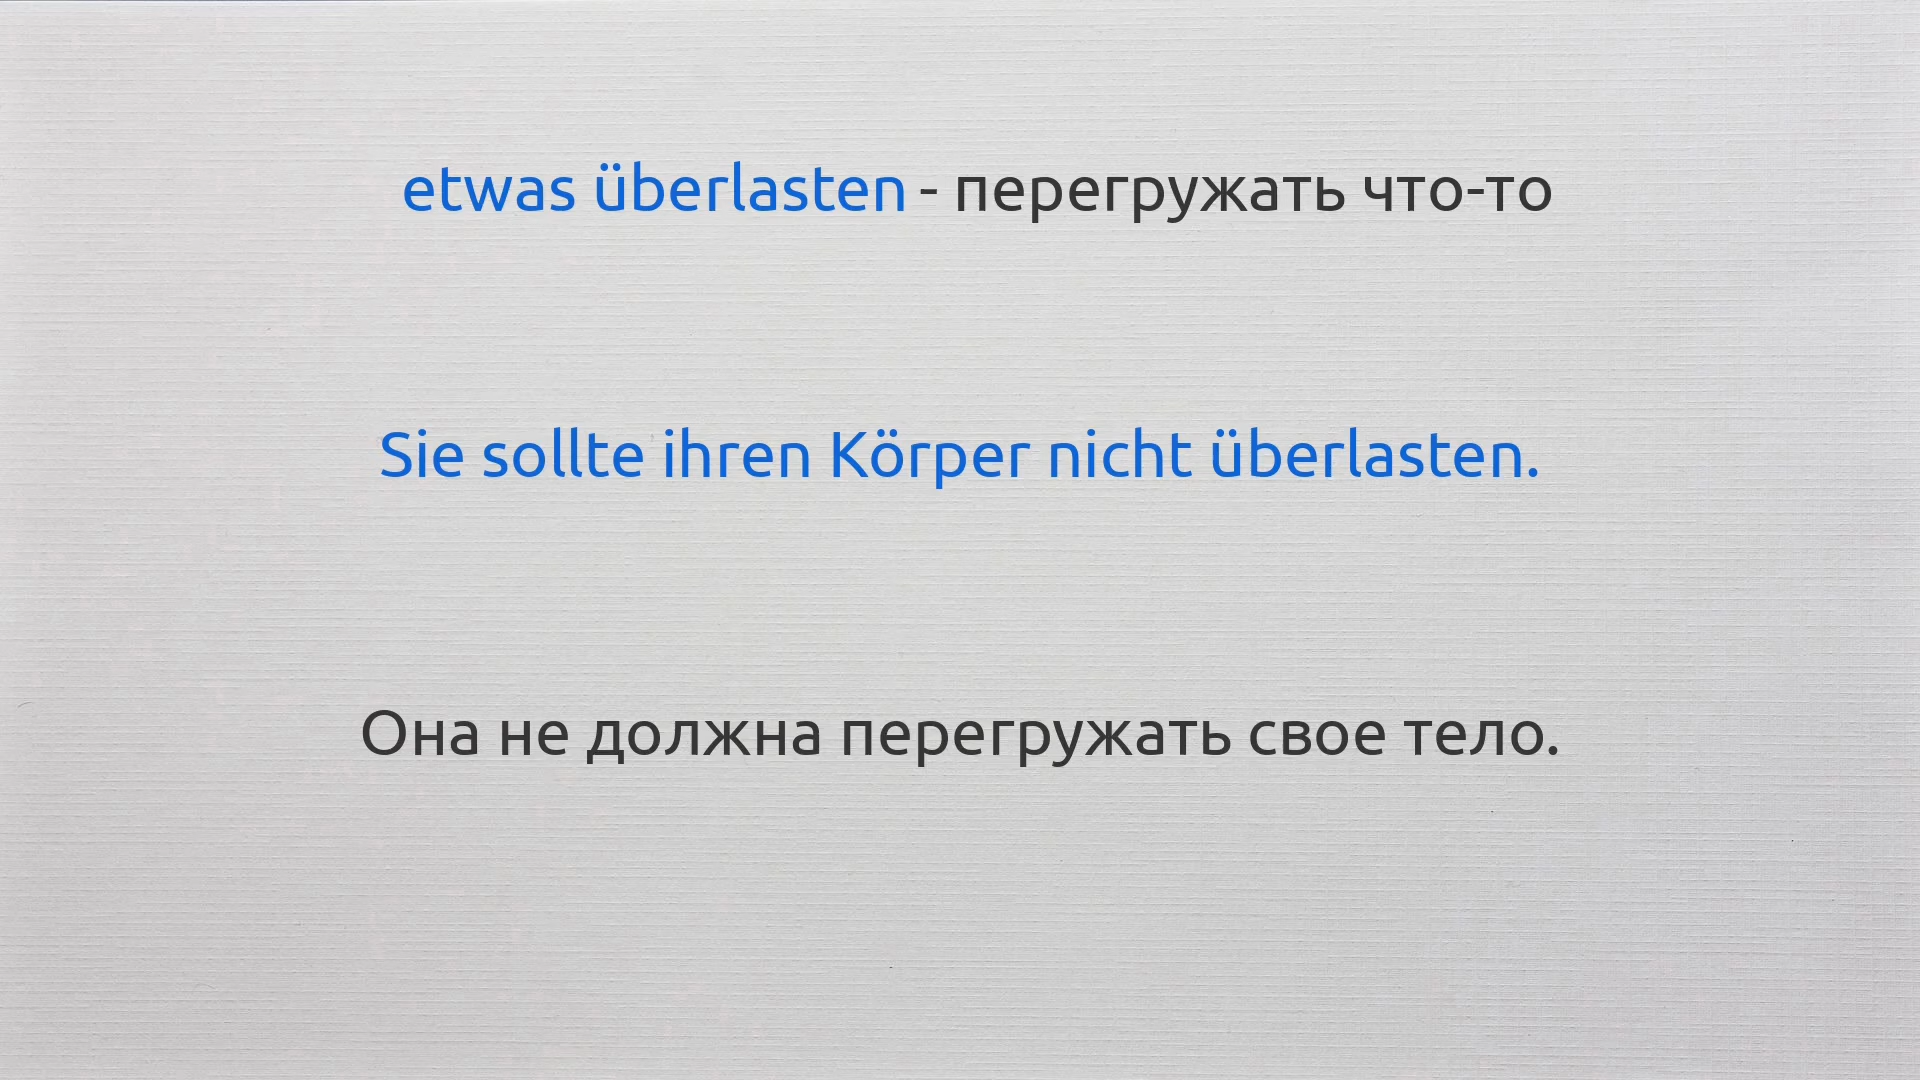 etwas überlasten - перегружать что-то
Sie sollte ihren Körper nicht überlasten.
Она не должна перегружать свое тело.